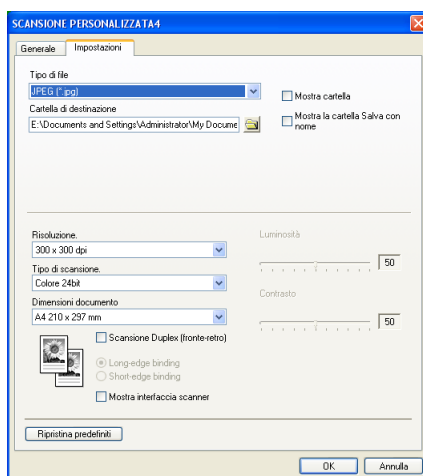 SCANSIONE PERSONALIZZATA4
Generale
Impostazioni
Tipo di file
JPEG (*.jpg)
Mostra cartella
Cartella di destinazione
E:\Documents and Settings\Administrator\My Docume
Mostra la cartella Salva con
nome
Risoluzione.
300 x 300 dpi
Luminosità
50
Tipo di scansione.
Colore 24bit
Contrasto
50
Dimensioni documento
A4 210 x 297 mm
Scansione Duplex (fronte-retro)
Long-edge binding
Short-edge binding
Mostra interfaccia scanner
Ripristina predefiniti
OK
Annulla